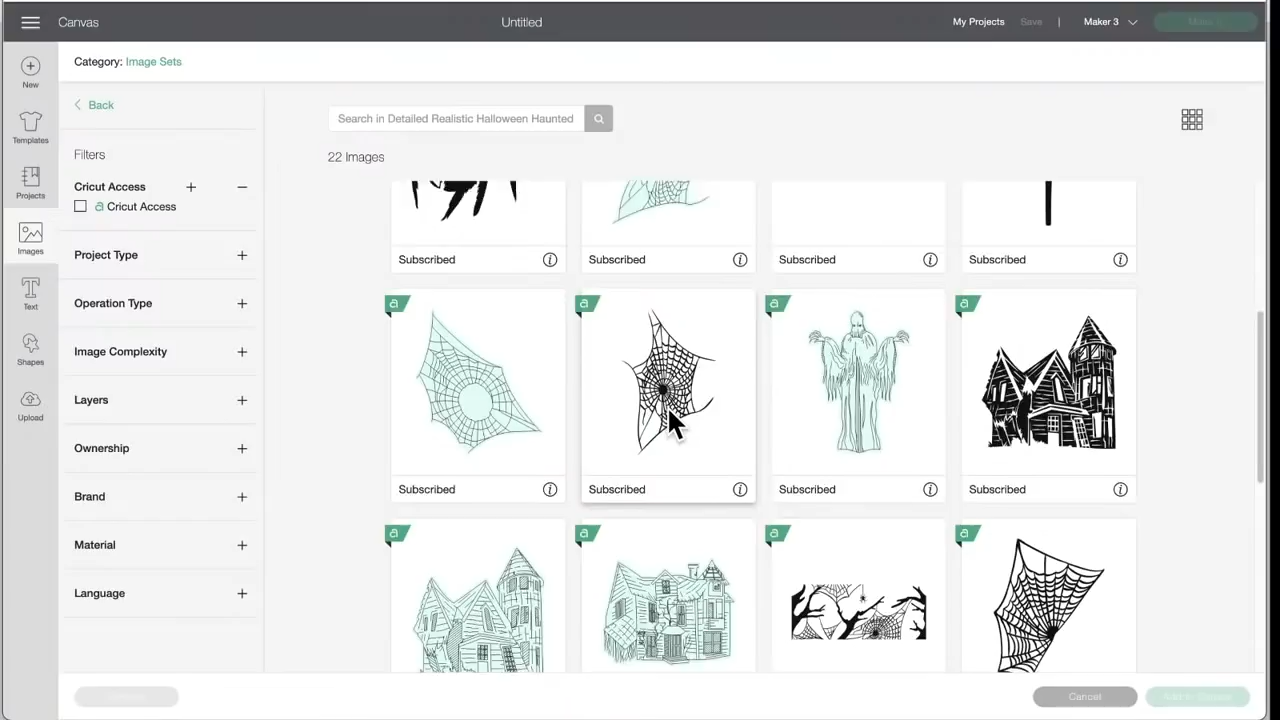 Canvas
Untitled
My Projects
Save
|
Maker 3
Category: Image Sets
New
Templates
Projects
Images
Text
Shapes
Upload
Back
Filters
Cricut Access
Cricut Access
Project Type
Operation Type
Image Complexity
Layers
Ownership
Brand
Material
Language
Search in Detailed Realistic Halloween Haunted
22 Images
Subscribed
Subscribed
Subscribed
Subscribed
a
a
a
a
Subscribed
Subscribed
Subscribed
Subscribed
a
a
a
a
Cancel